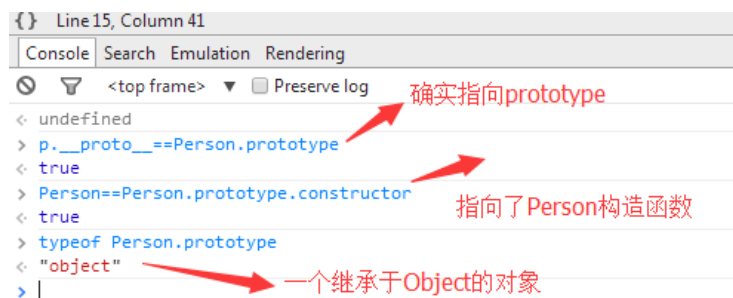 {} Line 15, Column 41
Console Search Emulation Rendering
<top frame> ▼ Preserve log
确实指向prototype
< undefined
> p.__proto__==Person.prototype
< true
> Person==Person.prototype.constructor
指向了Person构造函数
< true
> typeof Person.prototype
< "object"
一个继承于Object的对象
>